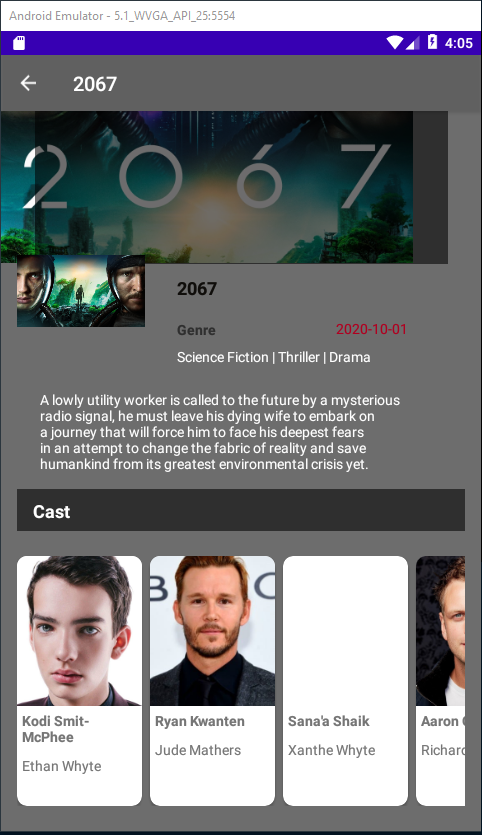 Android Emulator - 5.1_WVGA_API_25:5554
4:05
2067
2067
2067
Genre
2020-10-01
Science Fiction | Thriller | Drama
A lowly utility worker is called to the future by a mysterious
radio signal, he must leave his dying wife to embark on
a journey that will force him to face his deepest fears
in an attempt to change the fabric of reality and save
humankind from its greatest environmental crisis yet.
Cast
Kodi Smit-
McPhee
Ethan Whyte
Ryan Kwanten
Jude Mathers
Sana'a Shaik
Xanthe Whyte
Aaron
Richard